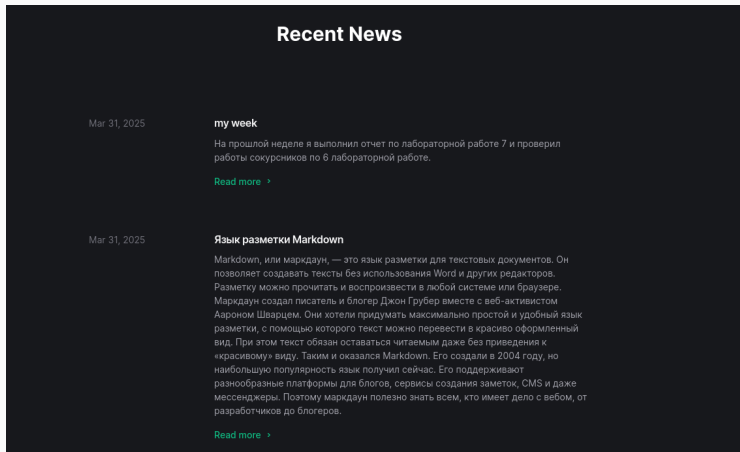 Recent News
Mar 31, 2025
my week
На прошлой неделе я выполнил отчет по лабораторной работе 7 и проверил
работы сокурсников по 6 лабораторной работе.
Read more ›
Mar 31, 2025
Язык разметки Markdown
Markdown, или маркдаун, — это язык разметки для текстовых документов. Он
позволяет создавать тексты без использования Word и других редакторов.
Разметку можно прочитать и воспроизвести в любой системе или браузере.
Маркдаун создал писатель и блогер Джон Грубер вместе с веб-активистом
Аароном Шварцем. Они хотели придумать максимально простой и удобный язык
разметки, с помощью которого текст можно перевести в красиво оформленный
вид. При этом текст обязан оставаться читаемым даже без приведения к
«красивому» виду. Таким и оказался Markdown. Его создали в 2004 году, но
наибольшую популярность язык получил сейчас. Его поддерживают
разнообразные платформы для блогов, сервисы создания заметок, CMS и даже
мессенджеры. Поэтому маркдаун полезно знать всем, кто имеет дело с вебом, от
разработчиков до блогеров.
Read more ›